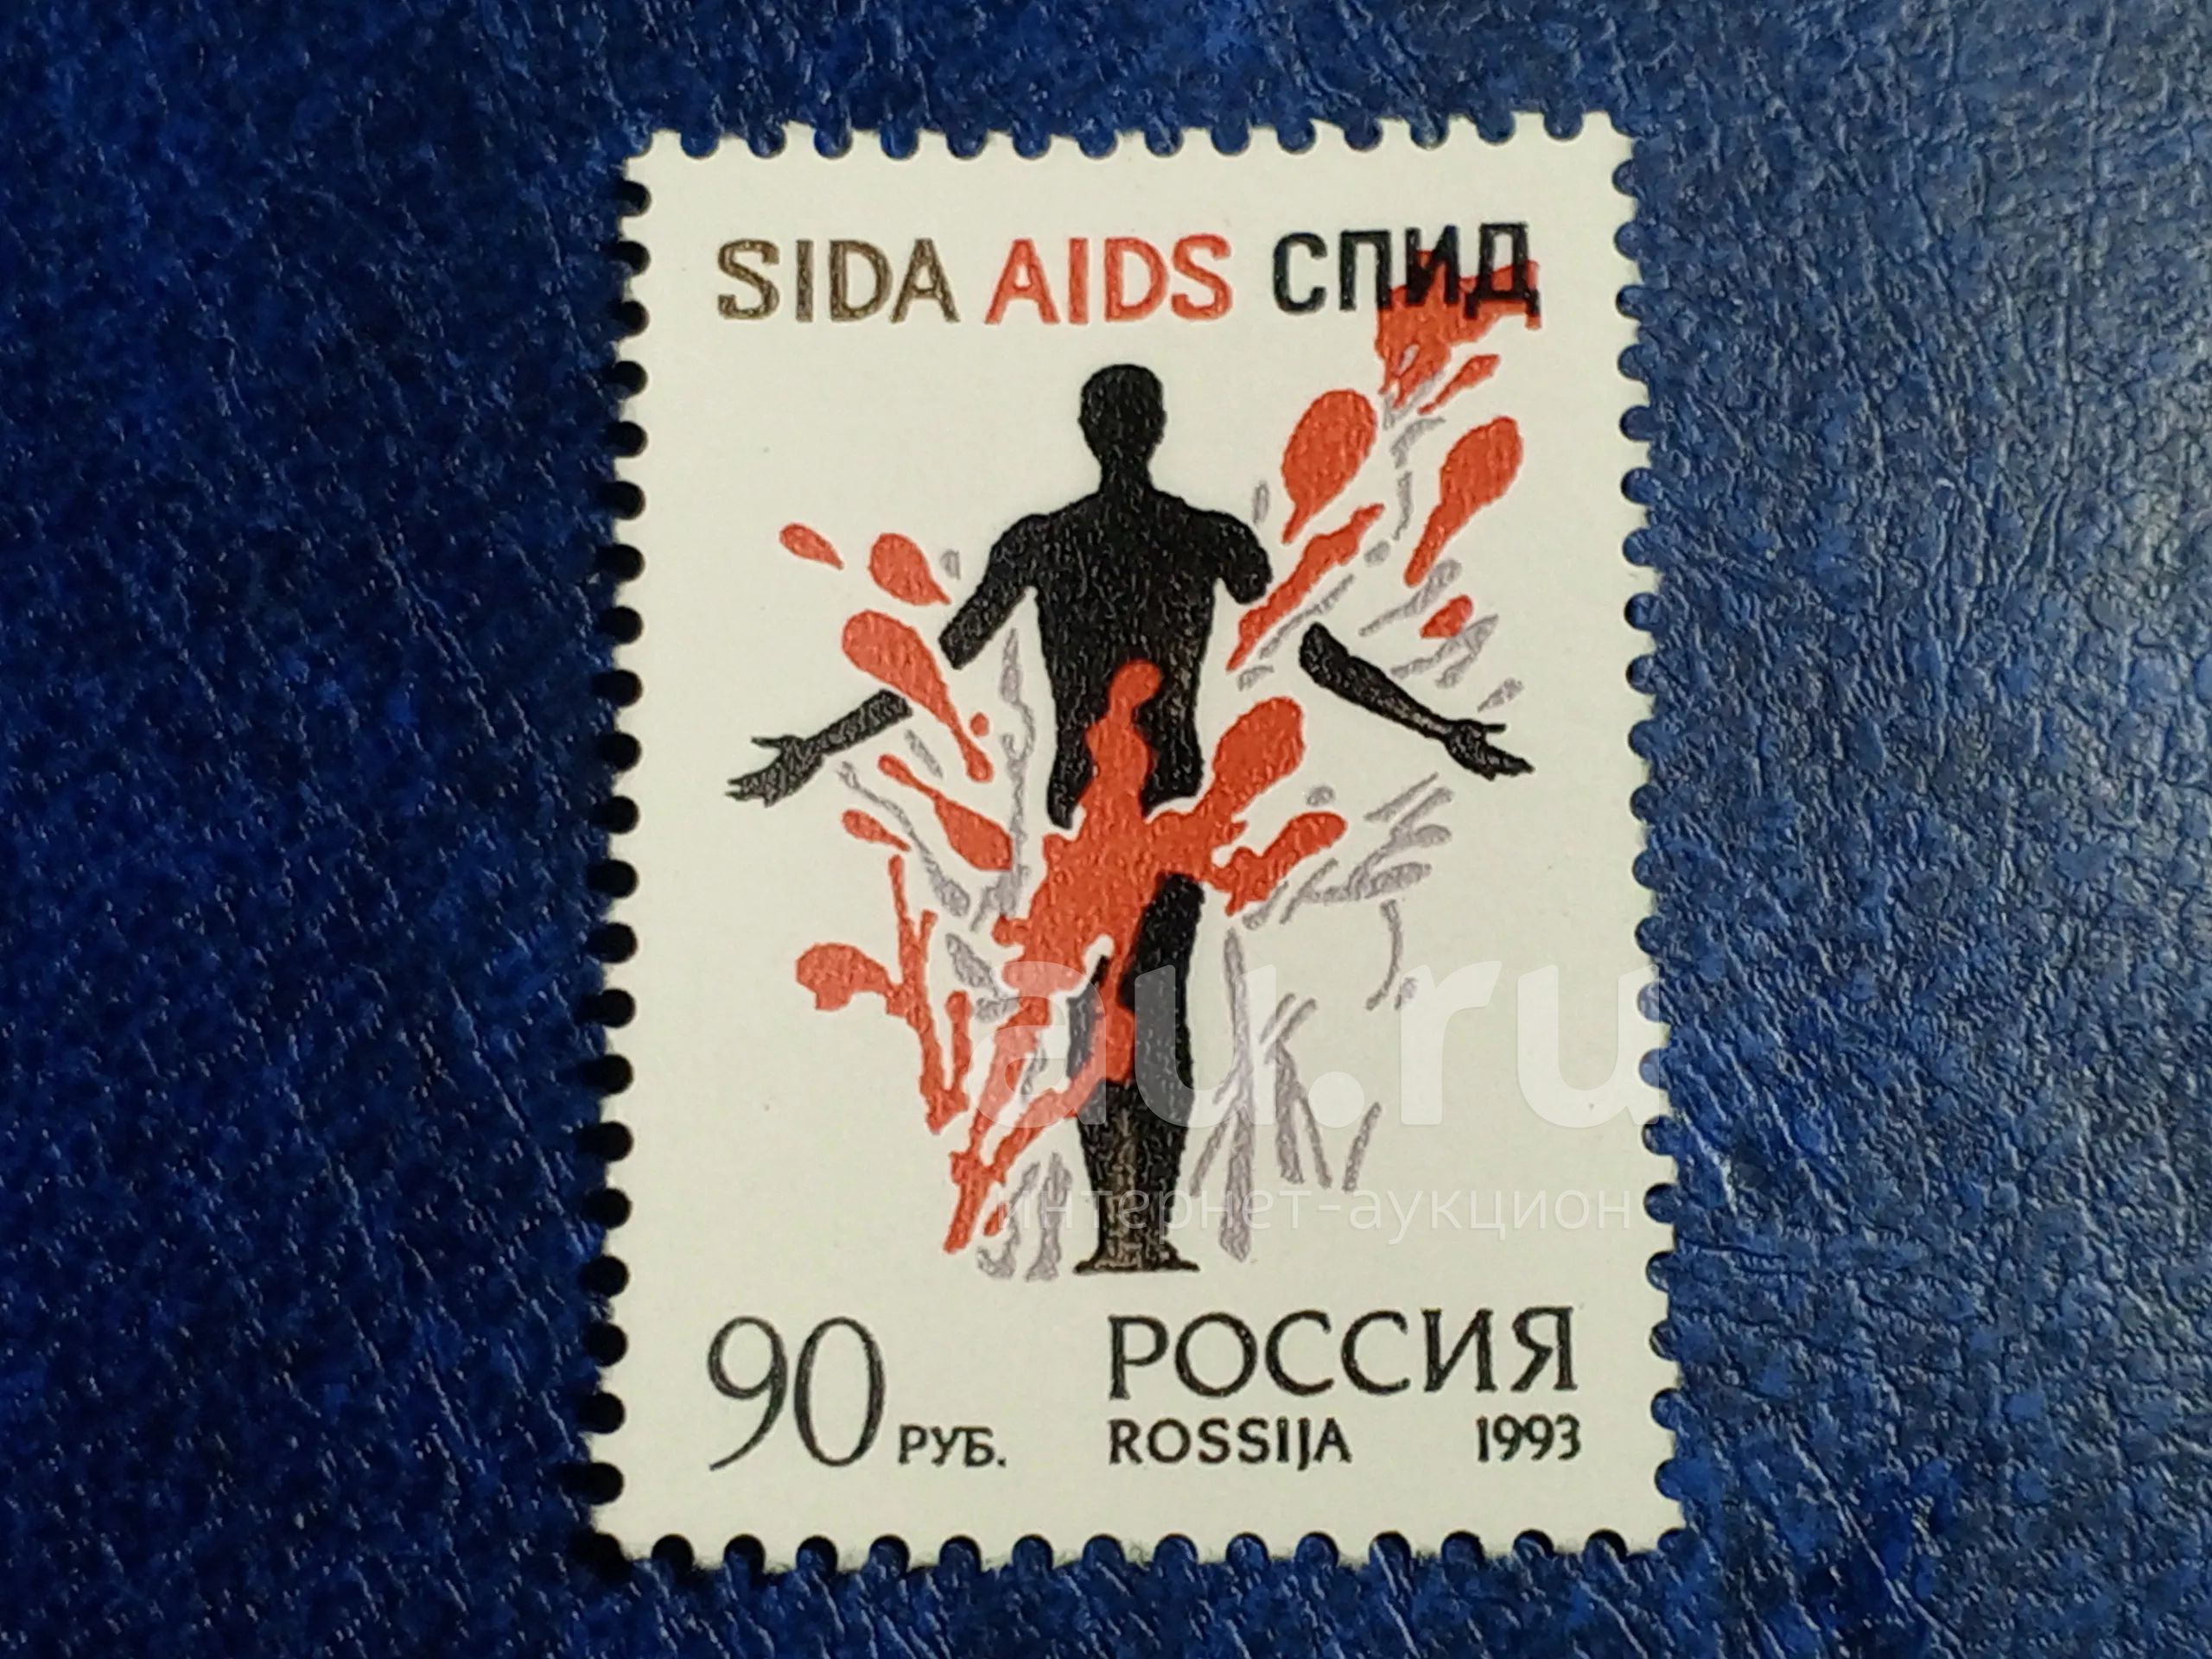 SIDA AIDS СПИД
au.ru
интернет-аукцион
90 РУБ. РОССИЯ
ROSSIJA 1993